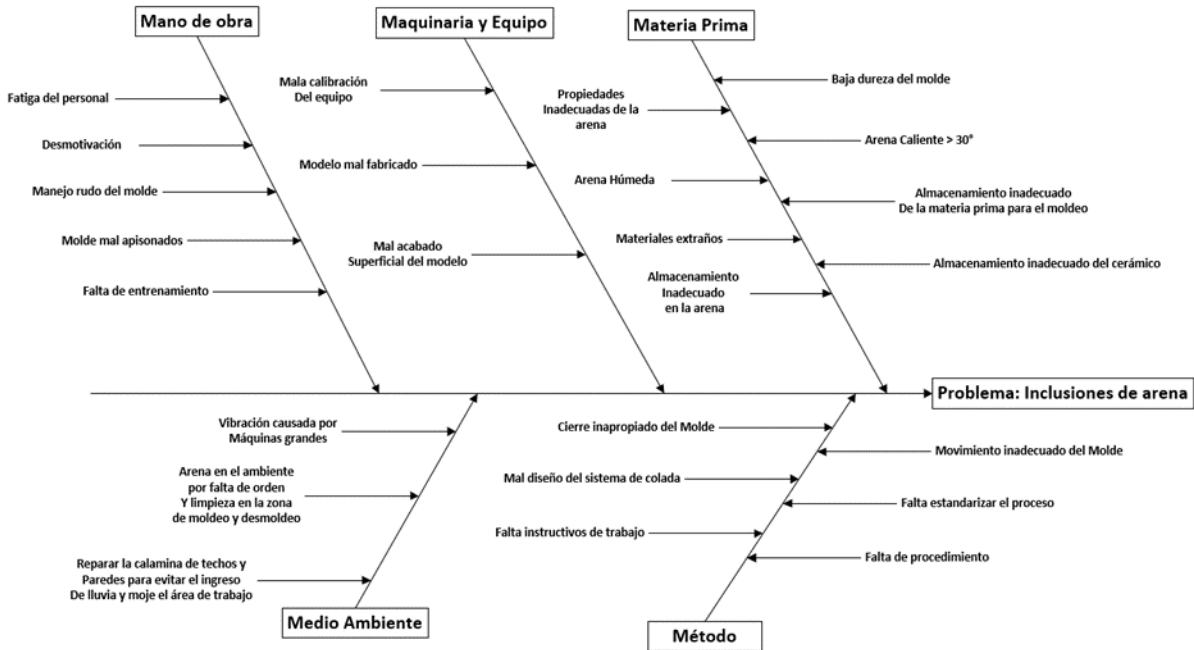 Mano de obra
Fatiga del personal
Desmotivación
Manejo rudo del molde
Molde mal apisonados
Falta de entrenamiento
Maquinaria y Equipo
Mala calibración
Del equipo
Modelo mal fabricado
Mal acabado
Superficial del modelo
Materia Prima
Propiedades
Inadecuadas de la
arena
Arena Húmeda
Materiales extraños
Almacenamiento
Inadecuado
en la arena
Baja dureza del molde
Arena Caliente > 30°
Almacenamiento inadecuado
De la materia prima para el moldeo
Almacenamiento inadecuado del cerámico
Problema: Inclusiones de arena
Vibración causada por
Máquinas grandes
Arena en el ambiente
por falta de orden
Y limpieza en la zona
de moldeo y desmoldeo
Reparar la calamina de techos y
Paredes para evitar el ingreso
De lluvia y moje el área de trabajo
Medio Ambiente
Cierre inapropiado del Molde
Mal diseño del sistema de colada
Falta instructivos de trabajo
Movimiento inadecuado del Molde
Falta estandarizar el proceso
Falta de procedimiento
Método